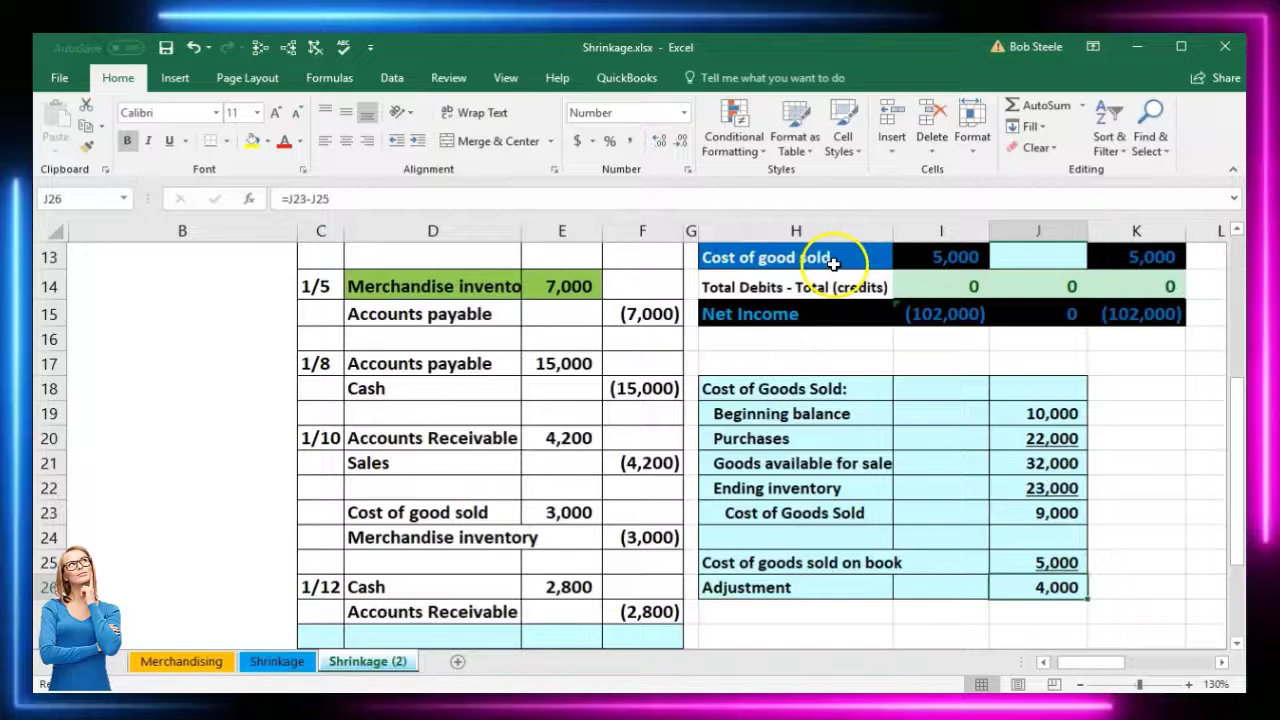 AutoSave
Shrinkage.xlsx - Excel
Bob Steele
File Home Insert Page Layout Formulas Data Review View Help QuickBooks Tell me what you want to do Share
Paste
Calibri 11
Wrap Text
Merge & Center
Number
Conditional Formatting
Format as Table
Cell Styles
Insert Delete Format
AutoSum
Fill
Clear
Sort & Filter
Find & Select
Clipboard Font Alignment Number Styles Cells Editing
J26 =J23-J25
B C D E F G H I J K L
13 Cost of good sold 5,000 5,000
14 1/5 Merchandise invento 7,000 Total Debits - Total (credits) 0 0 0
15 Accounts payable (7,000) Net Income (102,000) 0 (102,000)
16
17 1/8 Accounts payable 15,000
18 Cash (15,000) Cost of Goods Sold:
19 Beginning balance 10,000
20 1/10 Accounts Receivable 4,200 Purchases 22,000
21 Sales (4,200) Goods available for sale 32,000
22 Ending inventory 23,000
23 Cost of good sold 3,000 Cost of Goods Sold 9,000
24 Merchandise inventory (3,000)
25 Cost of goods sold on book 5,000
26 1/12 Cash 2,800 Adjustment 4,000
Accounts Receivable (2,800)
Merchandising Shrinkage Shrinkage (2)
130%